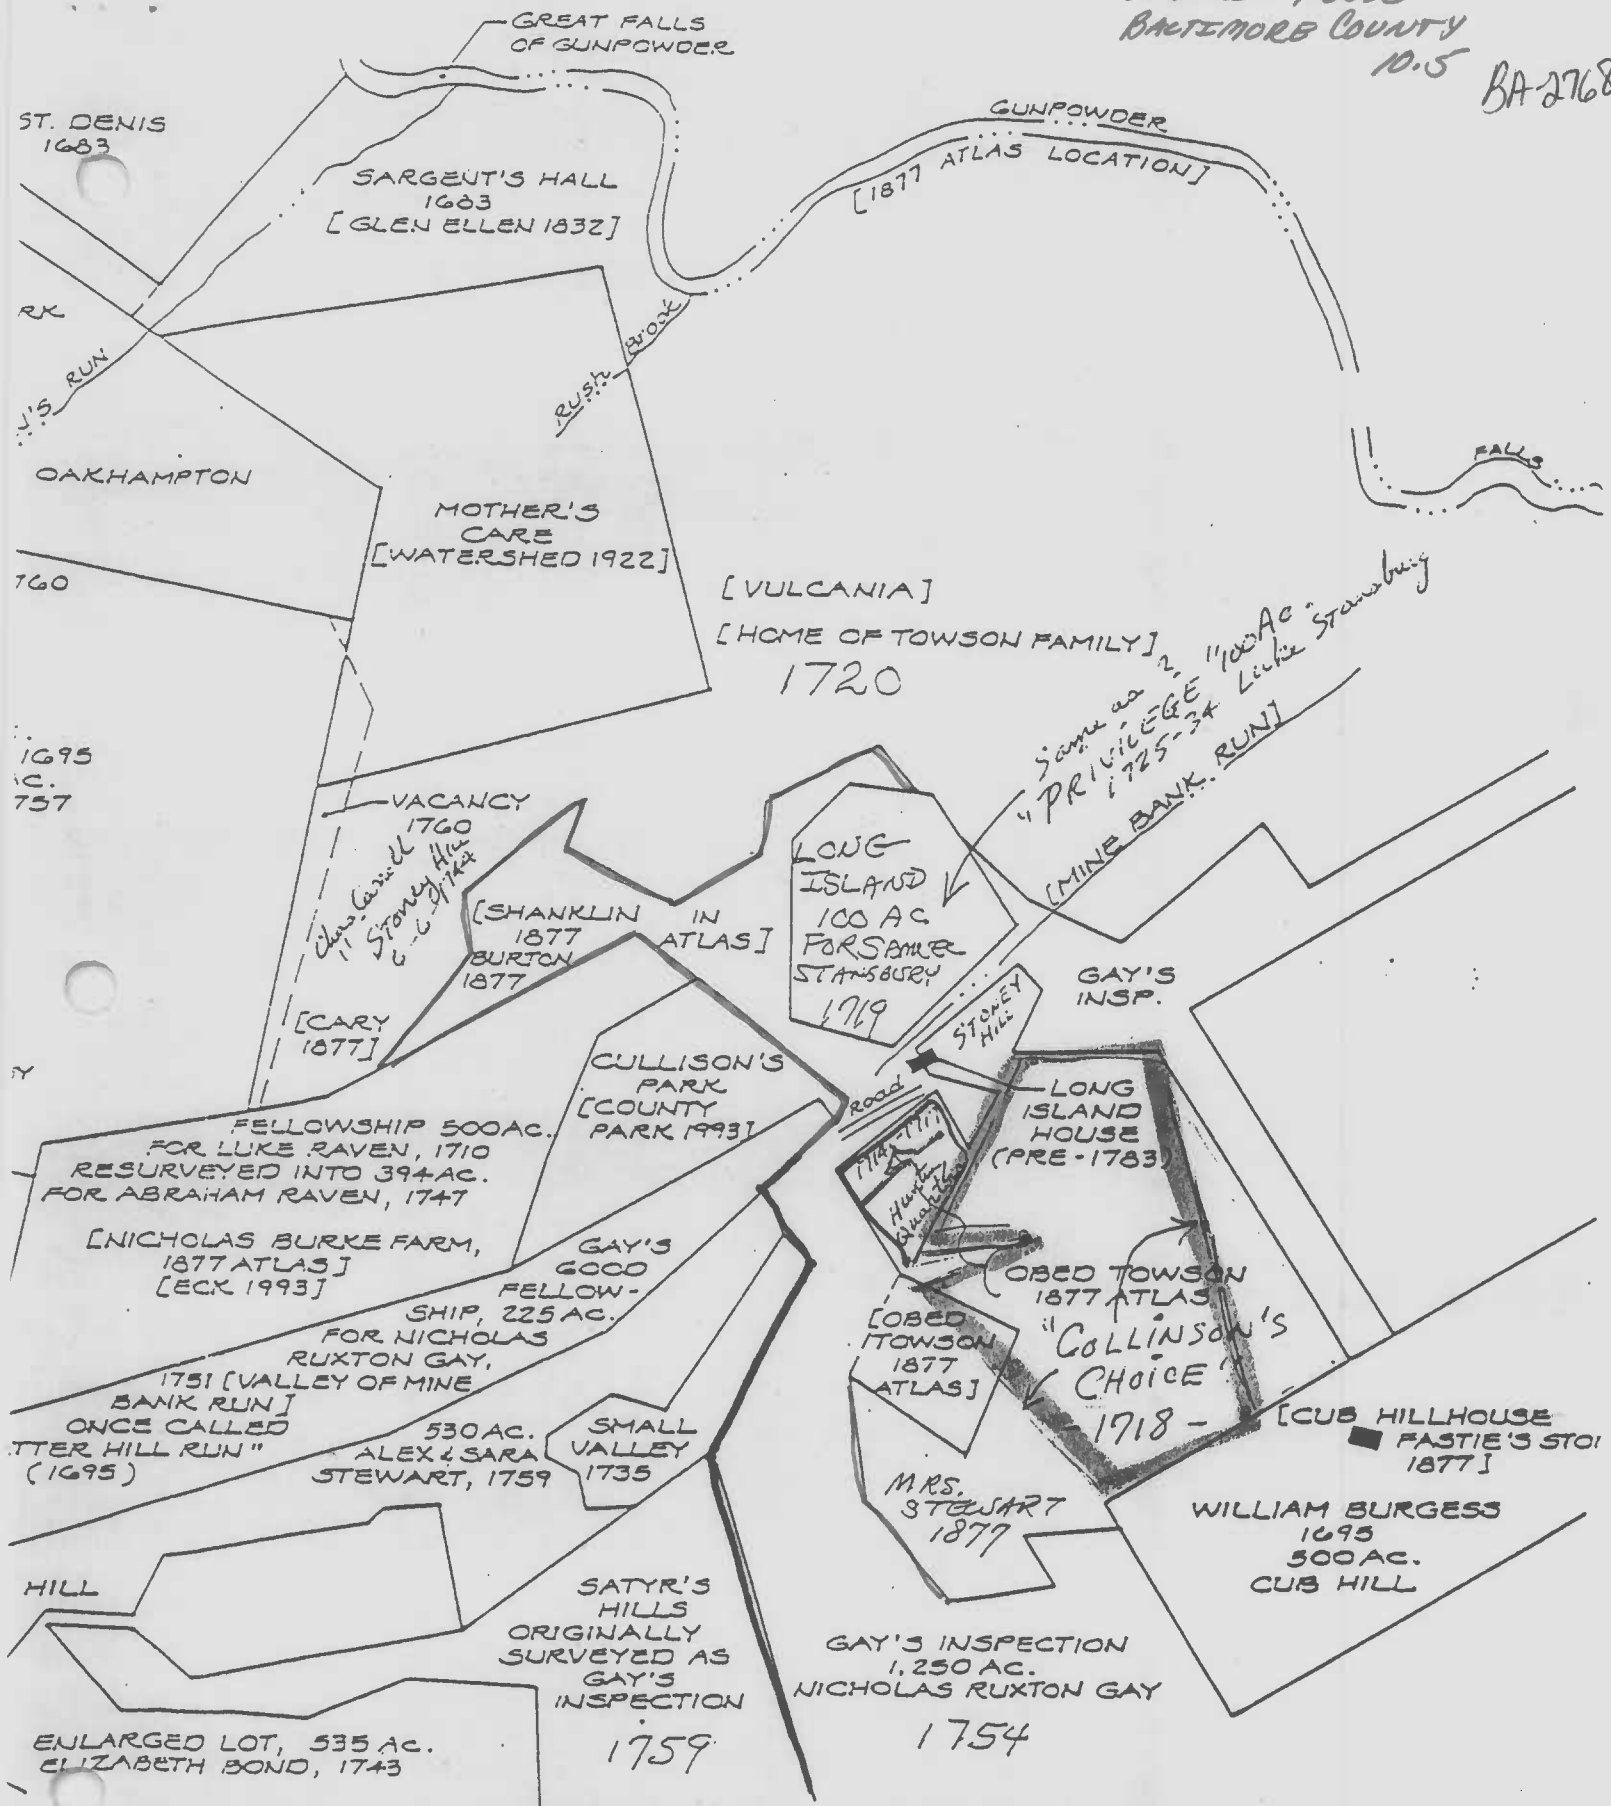 BALTIMORE COUNTY
10.5
BA-2768
GREAT FALLS
OF GUNPOWDER
ST. DENIS
1683
SARGENT'S HALL
1683
[GLEN ELLEN 1832]
GUNPOWDER
[1877 ATLAS LOCATION]
FALLS
RK
J'S RUN
Rush Brook
OAKHAMPTON
MOTHER'S
CARE
[WATERSHED 1922]
760
[VULCANIA]
[HOME OF TOWSON FAMILY]
1720
Same as
"PRIVILEGE" 100 AC.
1725-34 Luke Stansbury
[MINE BANK RUN]
1695
C.
757
VACANCY
1760
Stoney Hill
6-6-1744
[SHANKLIN
1877
BURTON
1877
IN
ATLAS]
LONG
ISLAND
100 AC
FOR SAMUEL
STANSBURY
1719
STONEY
HILL
GAY'S
INSP.
[CARY
1877]
Y
CULLISON'S
PARK
[COUNTY
PARK 1993]
ROAD
LONG
ISLAND
HOUSE
(PRE-1783)
FELLOWSHIP 500 AC.
FOR LUKE RAVEN, 1710
RESURVEYED INTO 394 AC.
FOR ABRAHAM RAVEN, 1747
[NICHOLAS BURKE FARM,
1877 ATLAS]
[ECK 1993]
GAY'S
GOOD
FELLOW-
SHIP, 225 AC.
FOR NICHOLAS
RUXTON GAY,
1751 [VALLEY OF MINE
BANK RUN]
ONCE CALLED
TTER HILL RUN"
(1695)
OBED TOWSON
1877 ATLAS
[OBED
TOWSON
1877
ATLAS]
"COLLINSON'S
CHOICE"
- 1718 -
530 AC.
ALEX & SARA
STEWART, 1759
SMALL
VALLEY
1735
[CUB HILLHOUSE
FASTIE'S STO
1877]
MRS.
STEWART
1877
WILLIAM BURGESS
1695
500 AC.
CUB HILL
HILL
SATYR'S
HILLS
ORIGINALLY
SURVEYED AS
GAY'S
INSPECTION
1759
GAY'S INSPECTION
1,250 AC.
NICHOLAS RUXTON GAY
1754
ENLARGED LOT, 535 AC.
ELIZABETH BOND, 1743